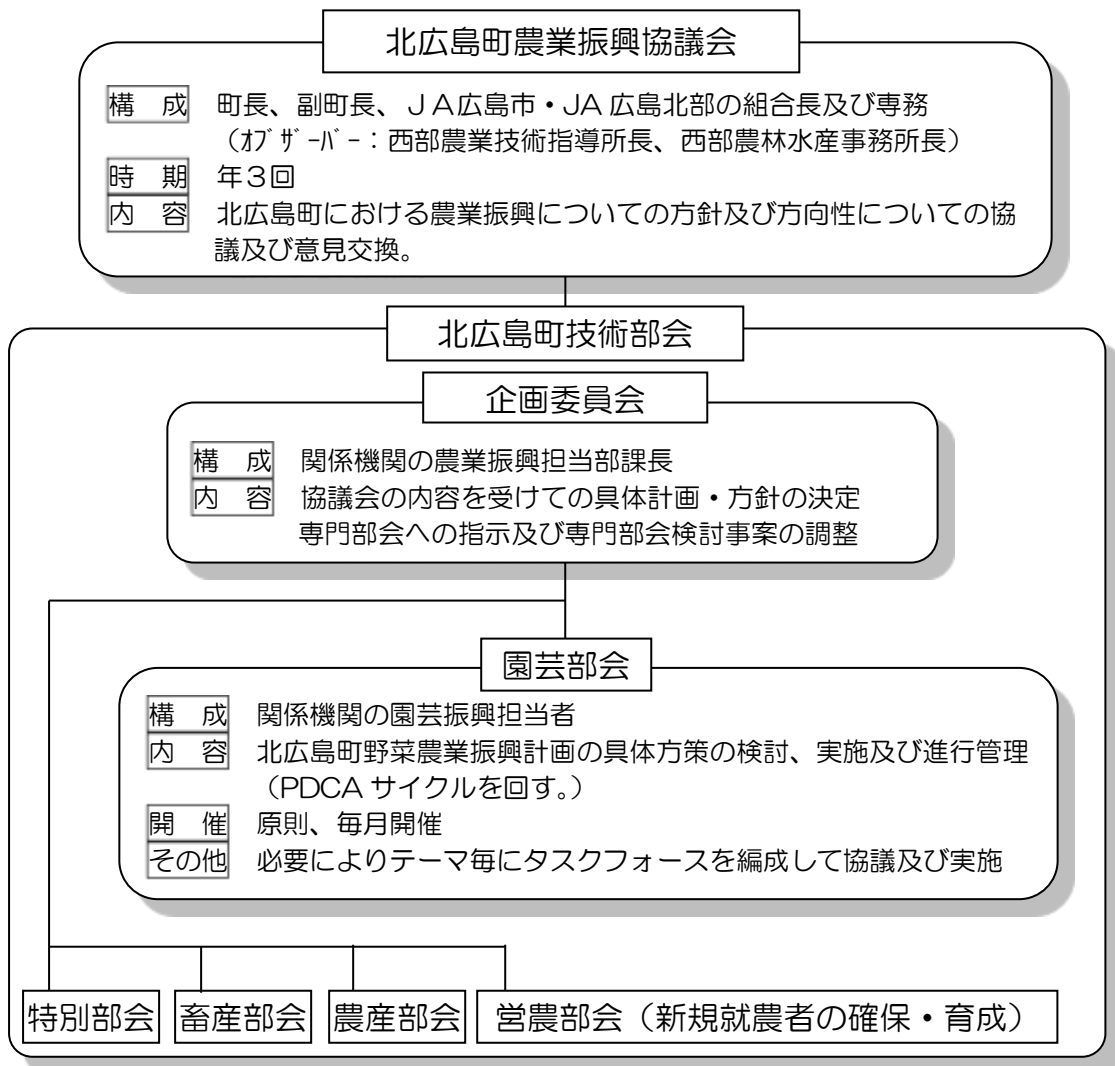 北広島町農業振興協議会
構 成 町長、副町長、JA広島市・JA広島北部の組合長及び専務
（ｵﾌﾞｻﾞｰﾊﾞｰ：西部農業技術指導所長、西部農林水産事務所長）
時 期 年３回
内 容 北広島町における農業振興についての方針及び方向性についての協
議及び意見交換。
北広島町技術部会
企画委員会
構 成 関係機関の農業振興担当部課長
内 容 協議会の内容を受けての具体計画・方針の決定
専門部会への指示及び専門部会検討事案の調整
園芸部会
構 成 関係機関の園芸振興担当者
内 容 北広島町野菜農業振興計画の具体方策の検討、実施及び進行管理
（PDCAサイクルを回す。）
開 催 原則、毎月開催
その他 必要によりテーマ毎にタスクフォースを編成して協議及び実施
特別部会 畜産部会 農産部会 営農部会（新規就農者の確保・育成）